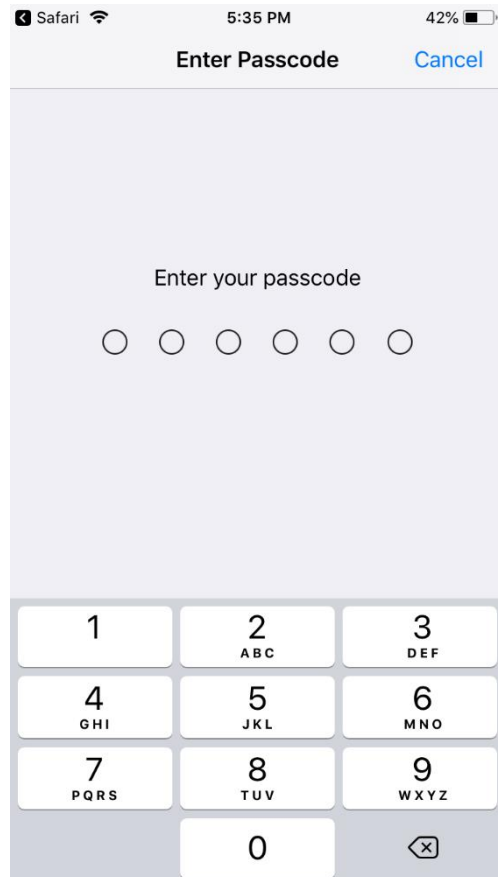 Safari 5:35 PM 42%
Enter Passcode Cancel
Enter your passcode
1 2 3
ABC DEF
4 5 6
GHI JKL MNO
7 8 9
PQRS TUV WXYZ
0